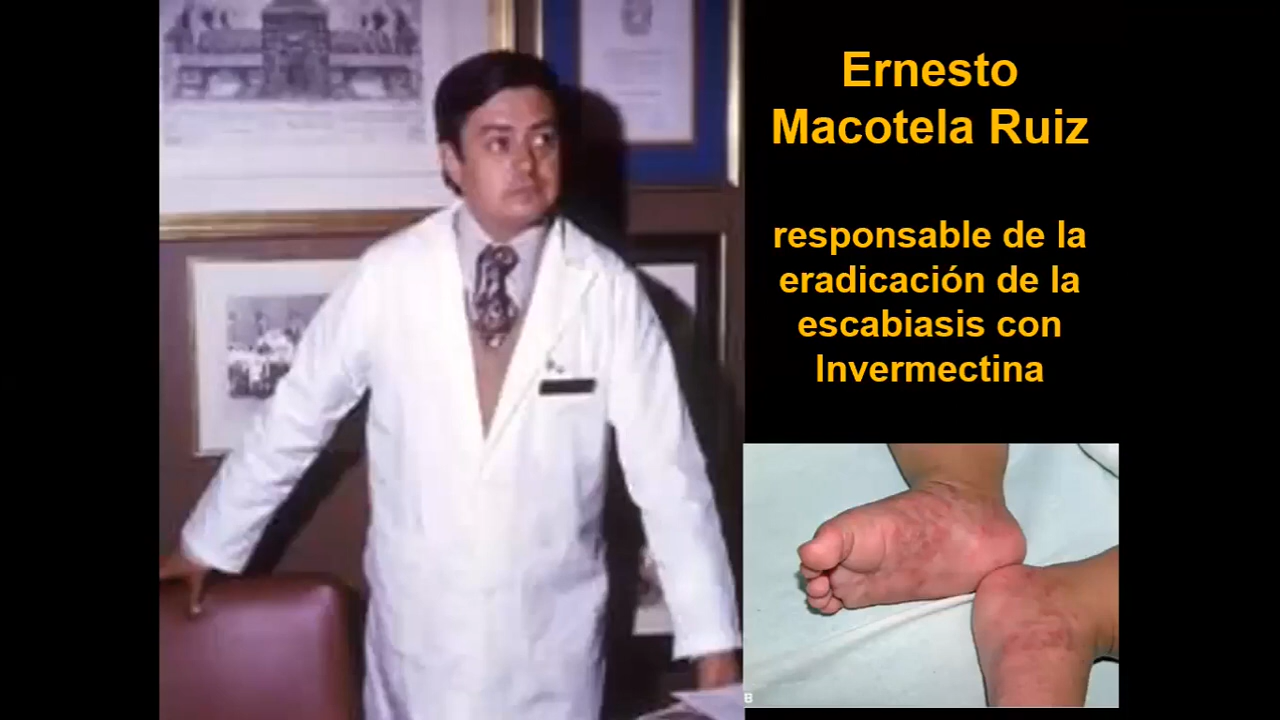 Ernesto
Macotela Ruiz
responsable de la
eradicación de la
escabiasis con
Invermectina
B